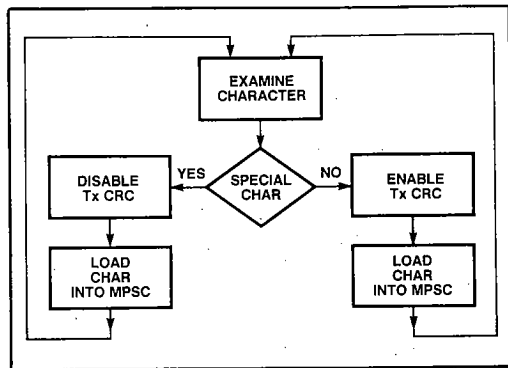 EXAMINE
CHARACTER
SPECIAL
CHAR
YES
NO
DISABLE
Tx CRC
ENABLE
Tx CRC
LOAD
CHAR
INTO MPSC
LOAD
CHAR
INTO MPSC